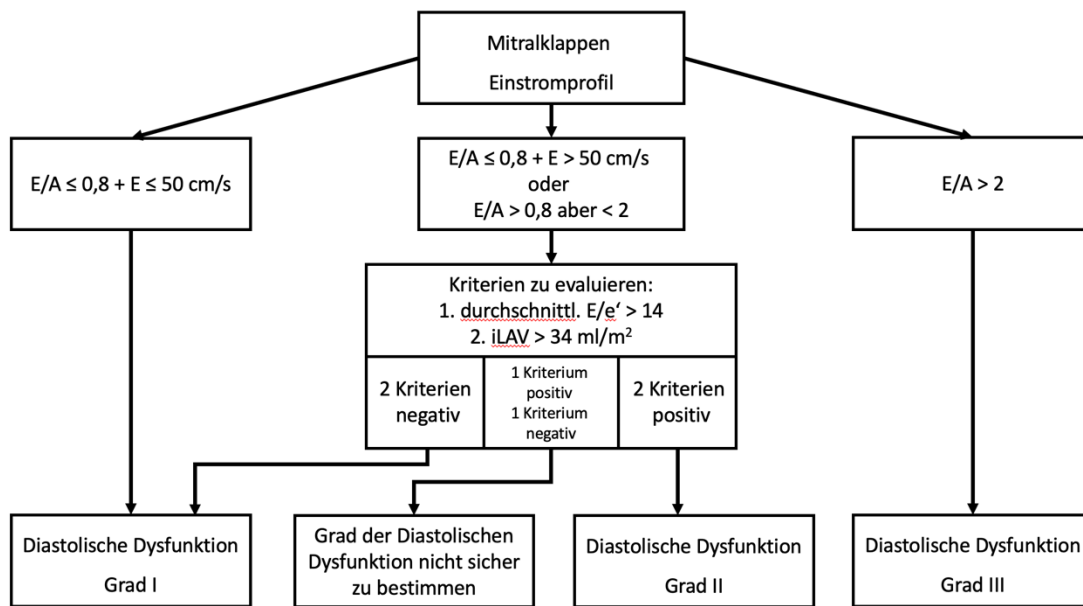 Mitralklappen
Einstromprofil
E/A ≤ 0,8 + E ≤ 50 cm/s
E/A ≤ 0,8 + E > 50 cm/s
oder
E/A > 0,8 aber < 2
E/A > 2
Kriterien zu evaluieren:
1. durchschnittl. E/e‘ > 14
2. iLAV > 34 ml/m²
2 Kriterien
negativ
1 Kriterium
positiv
1 Kriterium
negativ
2 Kriterien
positiv
Diastolische Dysfunktion
Grad I
Grad der Diastolischen
Dysfunktion nicht sicher
zu bestimmen
Diastolische Dysfunktion
Grad II
Diastolische Dysfunktion
Grad III